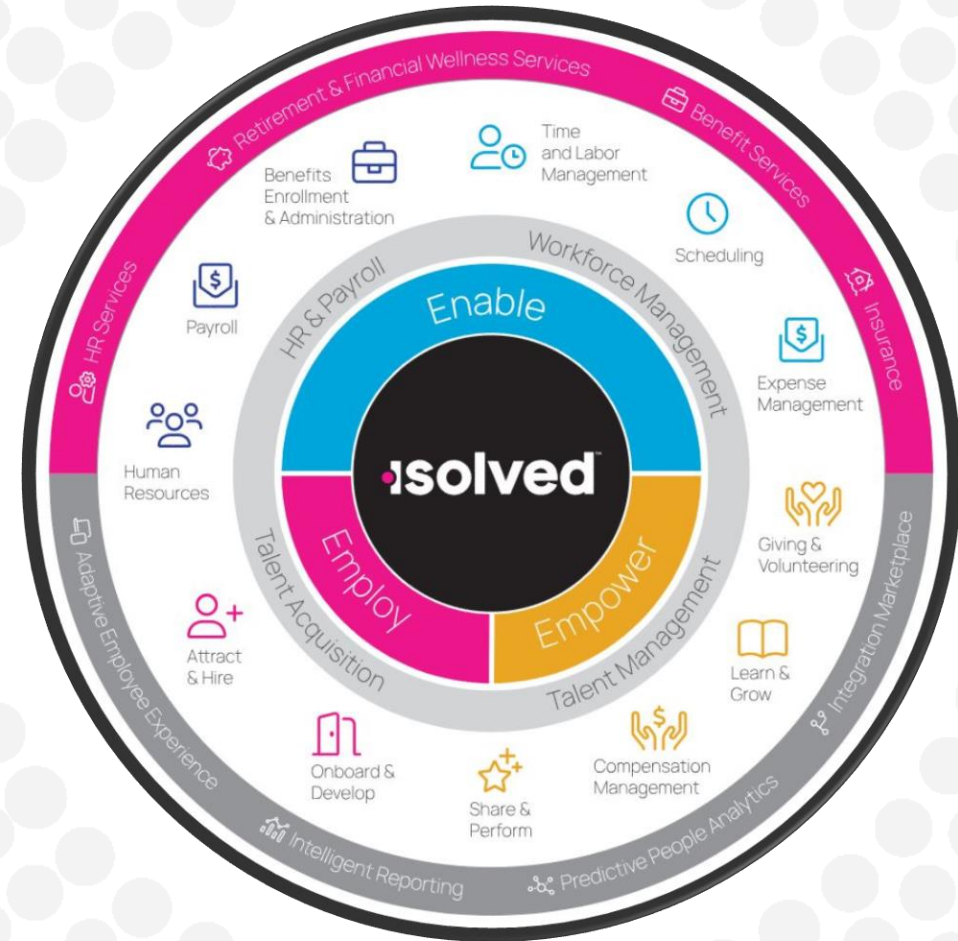 Retirement & Financial Wellness Services
Benefit Services
HR Services
Insurance
Benefits
Enrollment
& Administration
Time
and Labor
Management
Scheduling
Payroll
Expense
Management
Human
Resources
Giving &
Volunteering
Attract
& Hire
Learn &
Grow
Onboard &
Develop
Share &
Perform
Compensation
Management
HR & Payroll
Workforce Management
Talent Acquisition
Talent Management
Enable
Employ
Empower
isolved™
Adaptive Employee Experience
Intelligent Reporting
Predictive People Analytics
Integration Marketplace